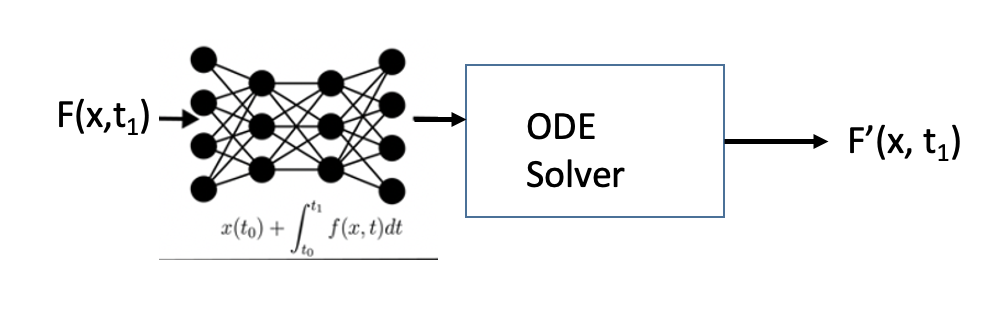 F(x,t₁)
x(t₀) + ∫ₜ₀ᵗ¹ f(x, t)dt
ODE
Solver
F’(x, t₁)